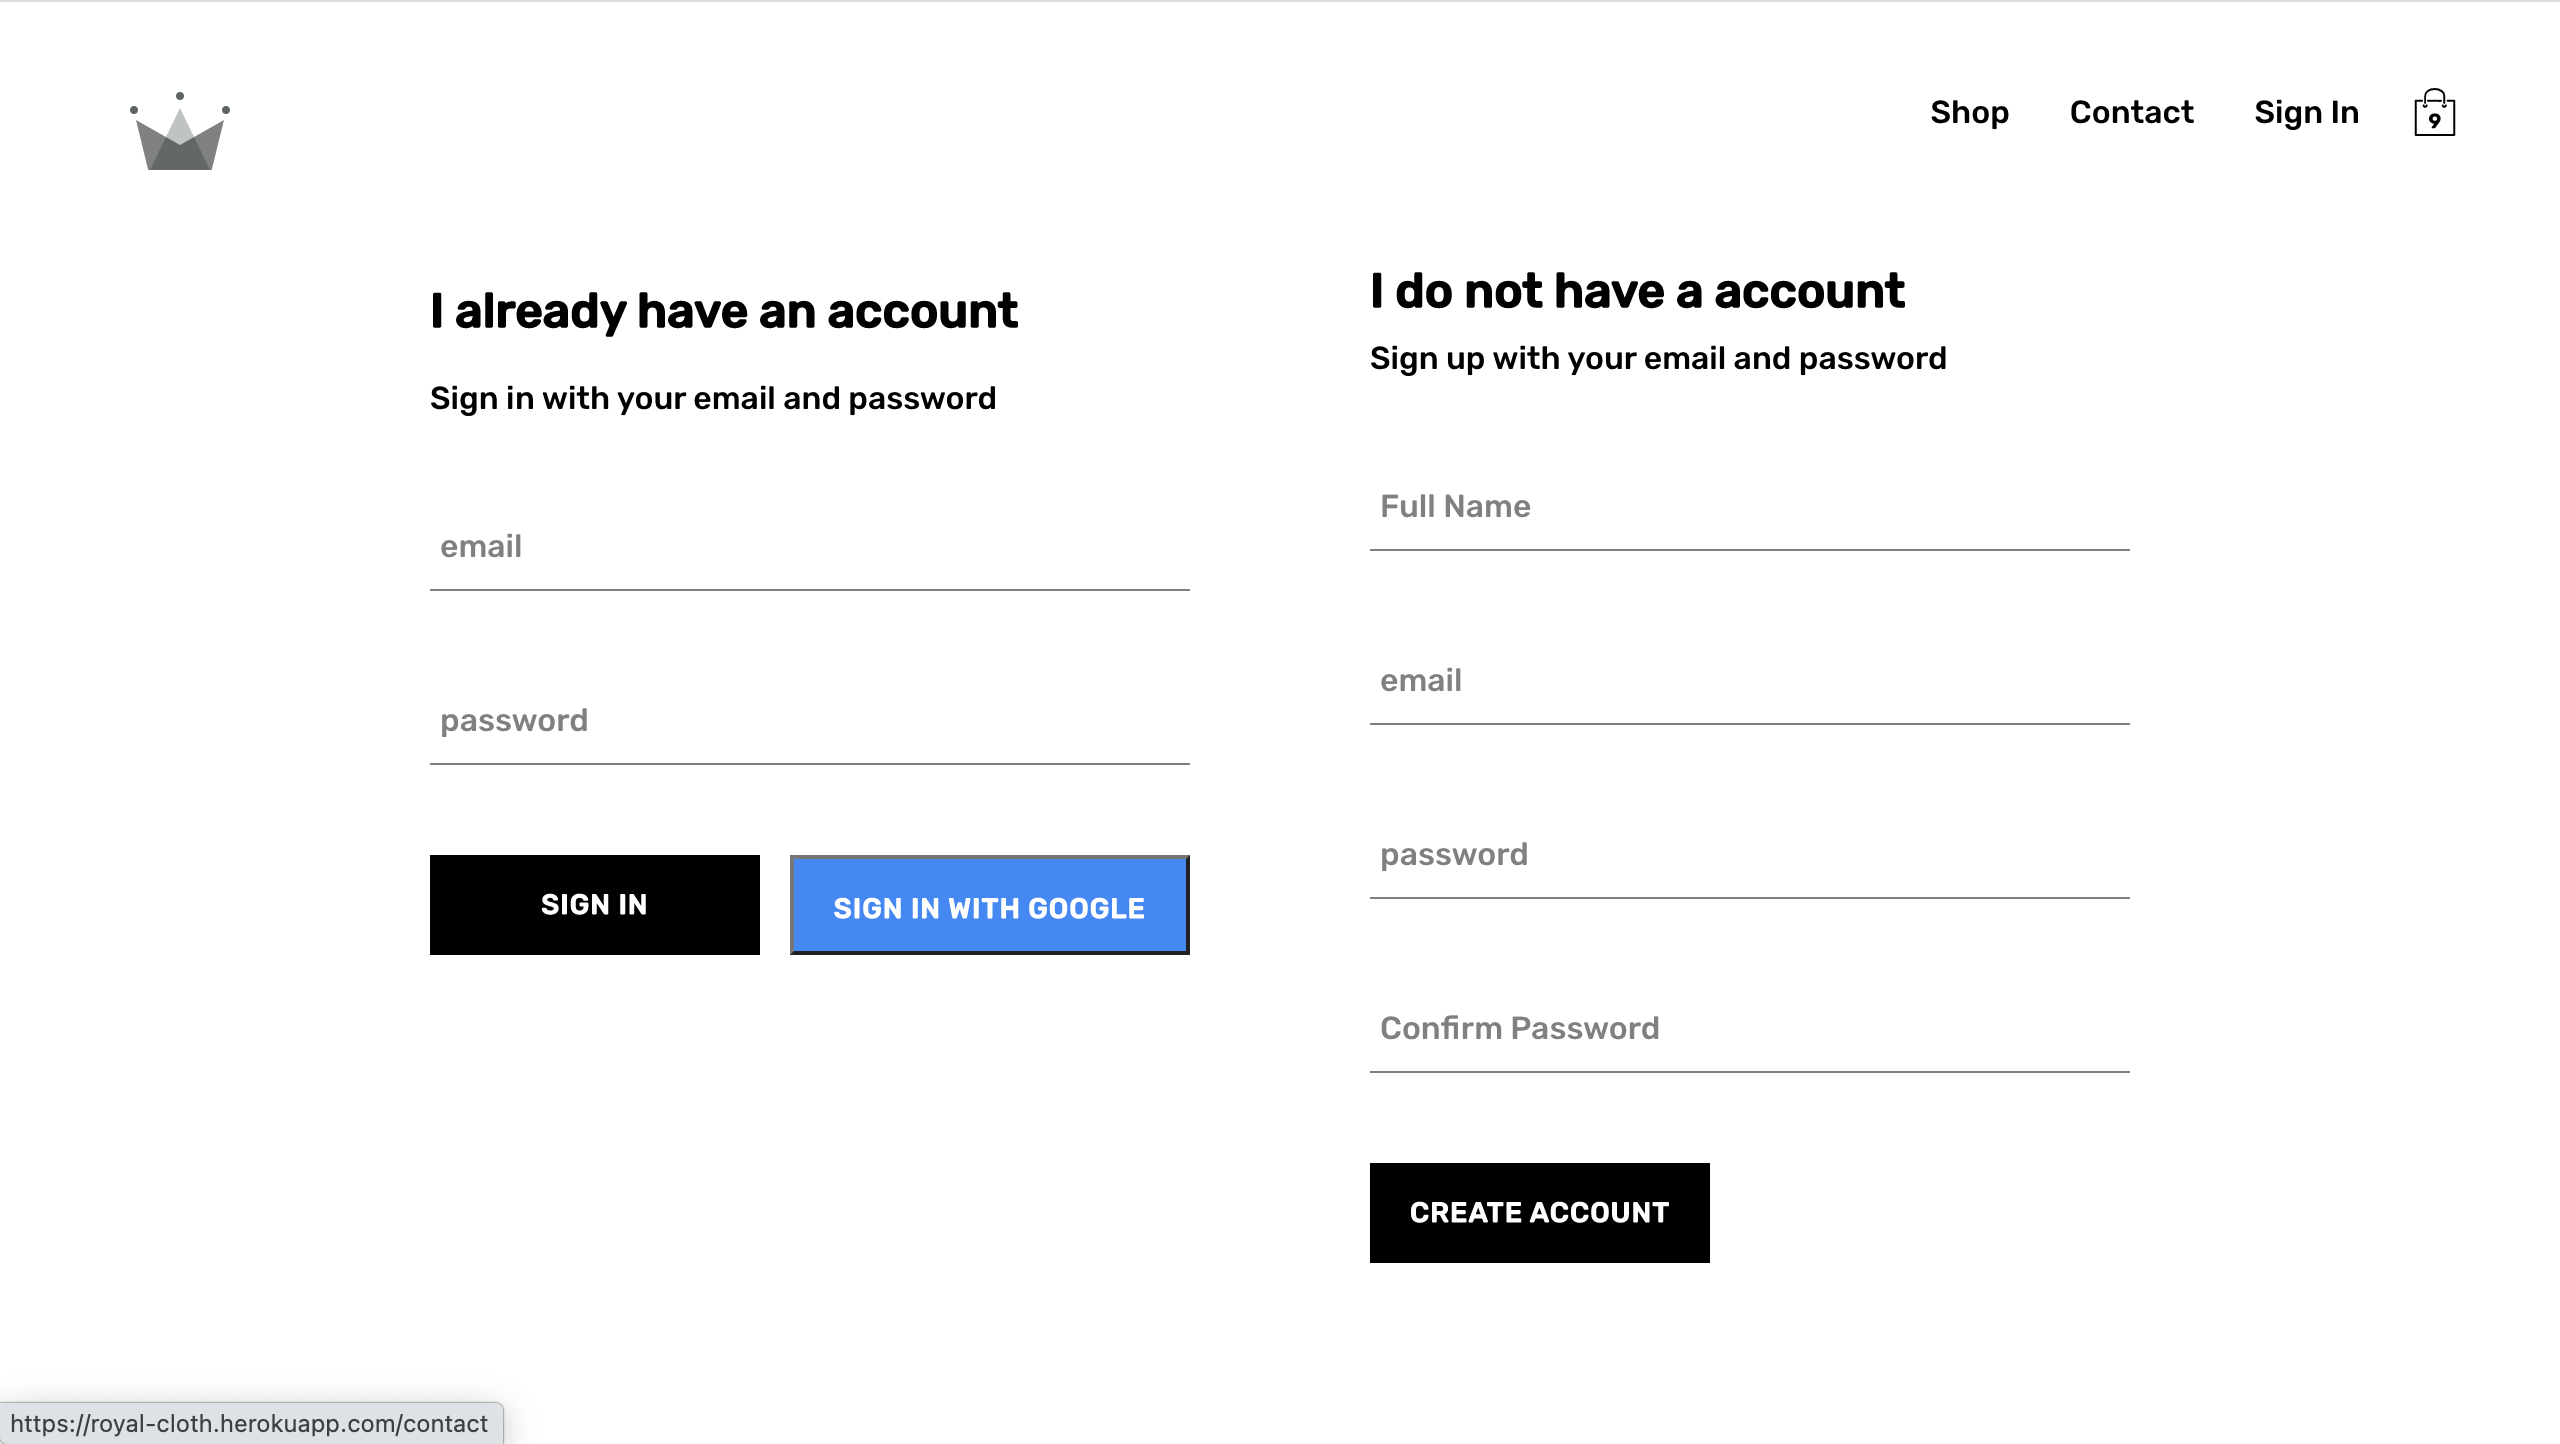 Shop
Contact
Sign In
9
I already have an account
Sign in with your email and password
email
password
SIGN IN
SIGN IN WITH GOOGLE
I do not have a account
Sign up with your email and password
Full Name
email
password
Confirm Password
CREATE ACCOUNT
https://royal-cloth.herokuapp.com/contact